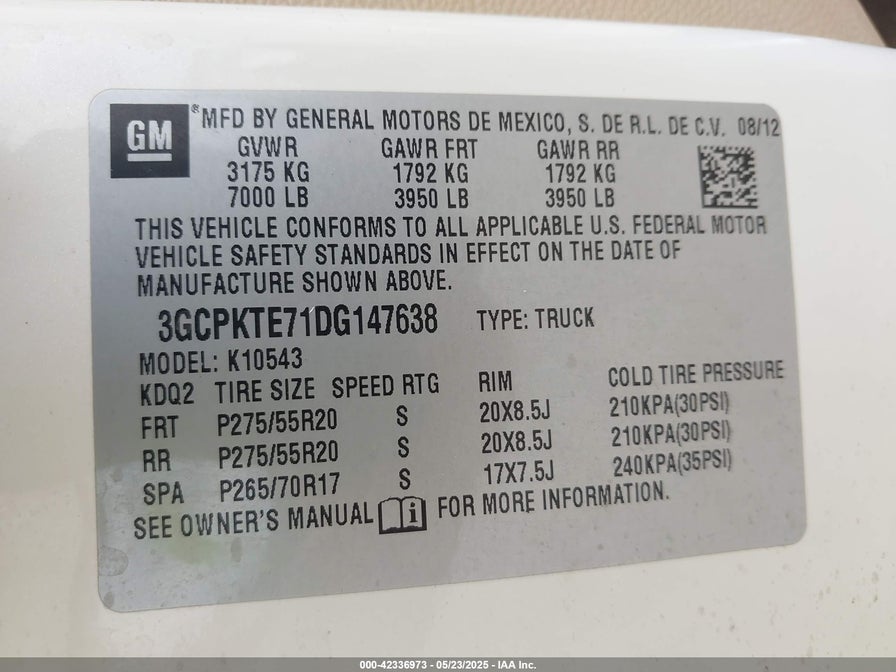 GM ® MFD BY GENERAL MOTORS DE MEXICO, S. DE R.L. DE C.V. 08/12
GVWR GAWR FRT GAWR RR
3175 KG 1792 KG 1792 KG
7000 LB 3950 LB 3950 LB
THIS VEHICLE CONFORMS TO ALL APPLICABLE U.S. FEDERAL MOTOR
VEHICLE SAFETY STANDARDS IN EFFECT ON THE DATE OF
MANUFACTURE SHOWN ABOVE.
3GCPKTE71DG147638 TYPE: TRUCK
MODEL: K10543
KDQ2 TIRE SIZE SPEED RTG RIM COLD TIRE PRESSURE
FRT P275/55R20 S 20X8.5J 210KPA(30PSI)
RR P275/55R20 S 20X8.5J 210KPA(30PSI)
SPA P265/70R17 S 17X7.5J 240KPA(35PSI)
SEE OWNER'S MANUAL i FOR MORE INFORMATION.
000-42336973 - 05/23/2025 - IAA Inc.